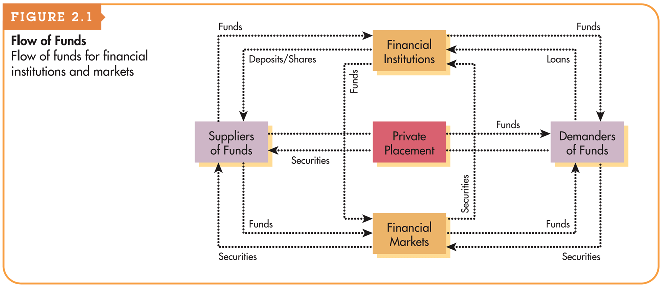 FIGURE 2.1
Flow of Funds
Flow of funds for financial
institutions and markets
Funds
Funds
Financial
Institutions
Deposits/Shares
Loans
Funds
Suppliers
of Funds
Private
Placement
Funds
Demanders
of Funds
Securities
Securities
Funds
Funds
Financial
Markets
Securities
Securities